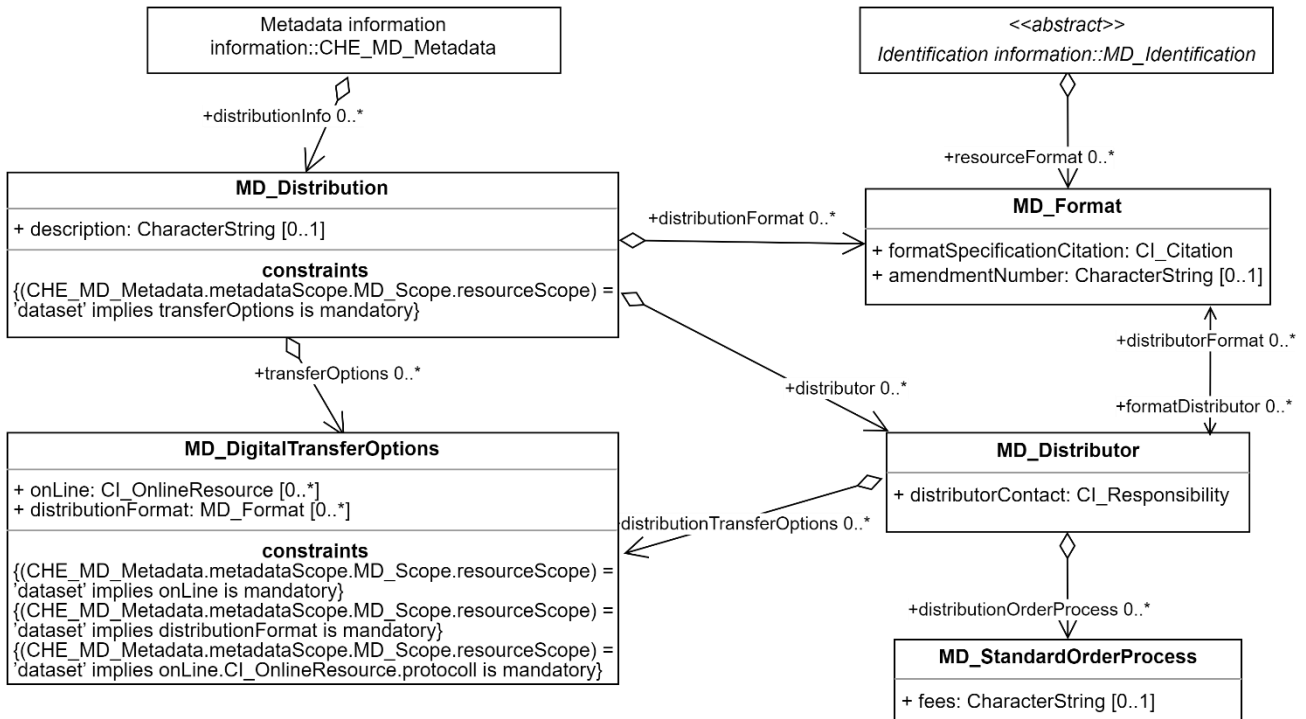 Metadata information
information::CHE_MD_Metadata
<<abstract>>
Identification information::MD_Identification
+distributionInfo 0..*
+resourceFormat 0..*
MD_Distribution
+ description: CharacterString [0..1]
constraints
{(CHE_MD_Metadata.metadataScope.MD_Scope.resourceScope) =
'dataset' implies transferOptions is mandatory}
+distributionFormat 0..*
MD_Format
+ formatSpecificationCitation: CI_Citation
+ amendmentNumber: CharacterString [0..1]
+transferOptions 0..*
+distributor 0..*
+distributorFormat 0..*
+formatDistributor 0..*
MD_DigitalTransferOptions
+ onLine: CI_OnlineResource [0..*]
+ distributionFormat: MD_Format [0..*]
constraints
{(CHE_MD_Metadata.metadataScope.MD_Scope.resourceScope) =
'dataset' implies onLine is mandatory}
{(CHE_MD_Metadata.metadataScope.MD_Scope.resourceScope) =
'dataset' implies distributionFormat is mandatory}
{(CHE_MD_Metadata.metadataScope.MD_Scope.resourceScope) =
'dataset' implies onLine.CI_OnlineResource.protocoll is mandatory}
distributionTransferOptions 0..*
MD_Distributor
+ distributorContact: CI_Responsibility
+distributionOrderProcess 0..*
MD_StandardOrderProcess
+ fees: CharacterString [0..1]